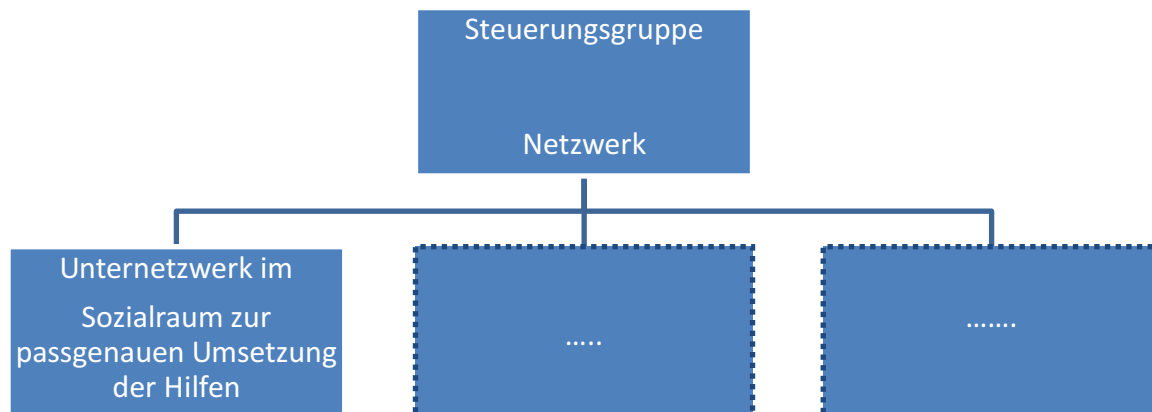 Steuerungsgruppe
Netzwerk
Unternetzwerk im
Sozialraum zur
passgenauen Umsetzung
der Hilfen
…..
…….